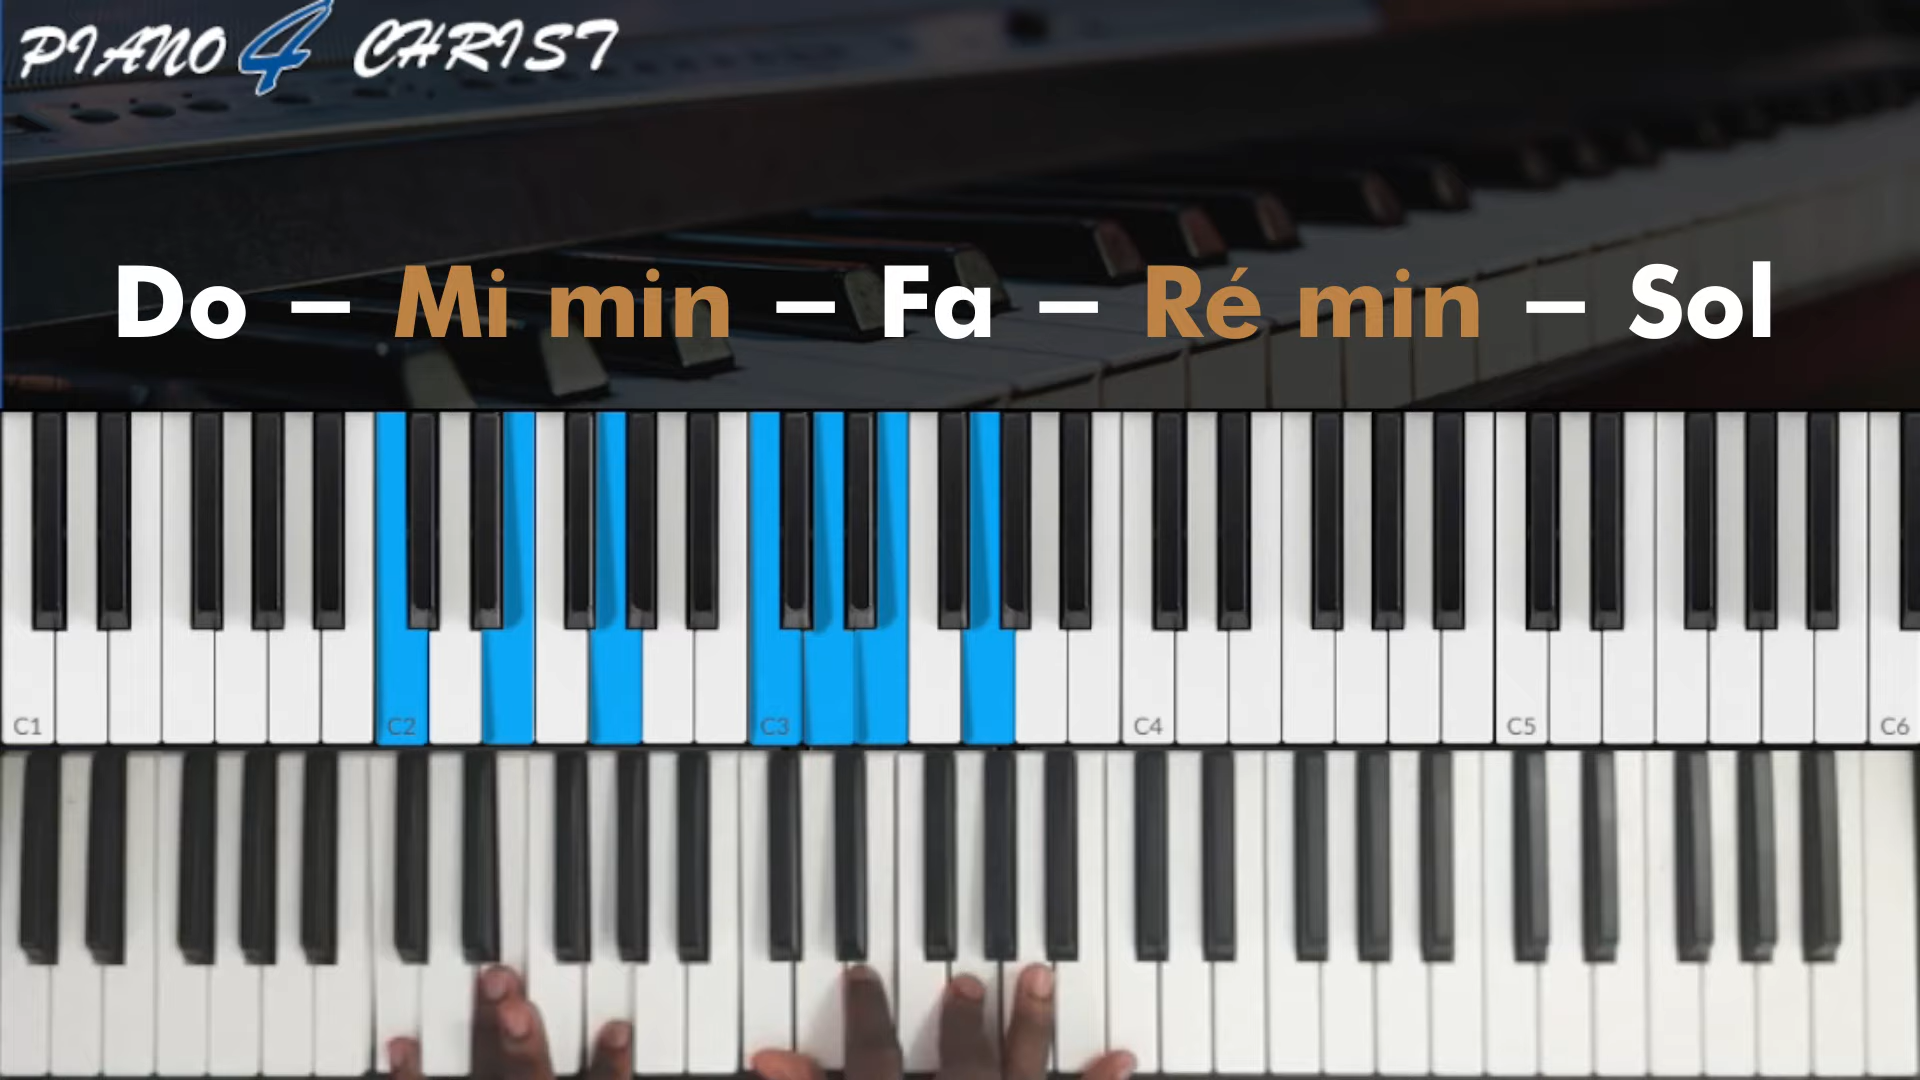 PIANO 4 CHRIST
Do – Mi min – Fa – Ré min – Sol
C1 C2 C3 C4 C5 C6